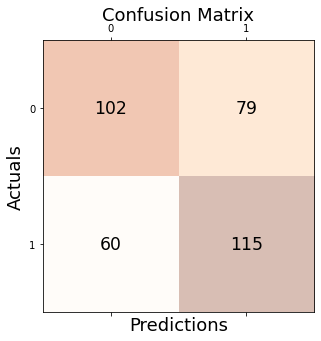 Confusion Matrix
0 1
0 102 79
Actuals
1 60 115
Predictions